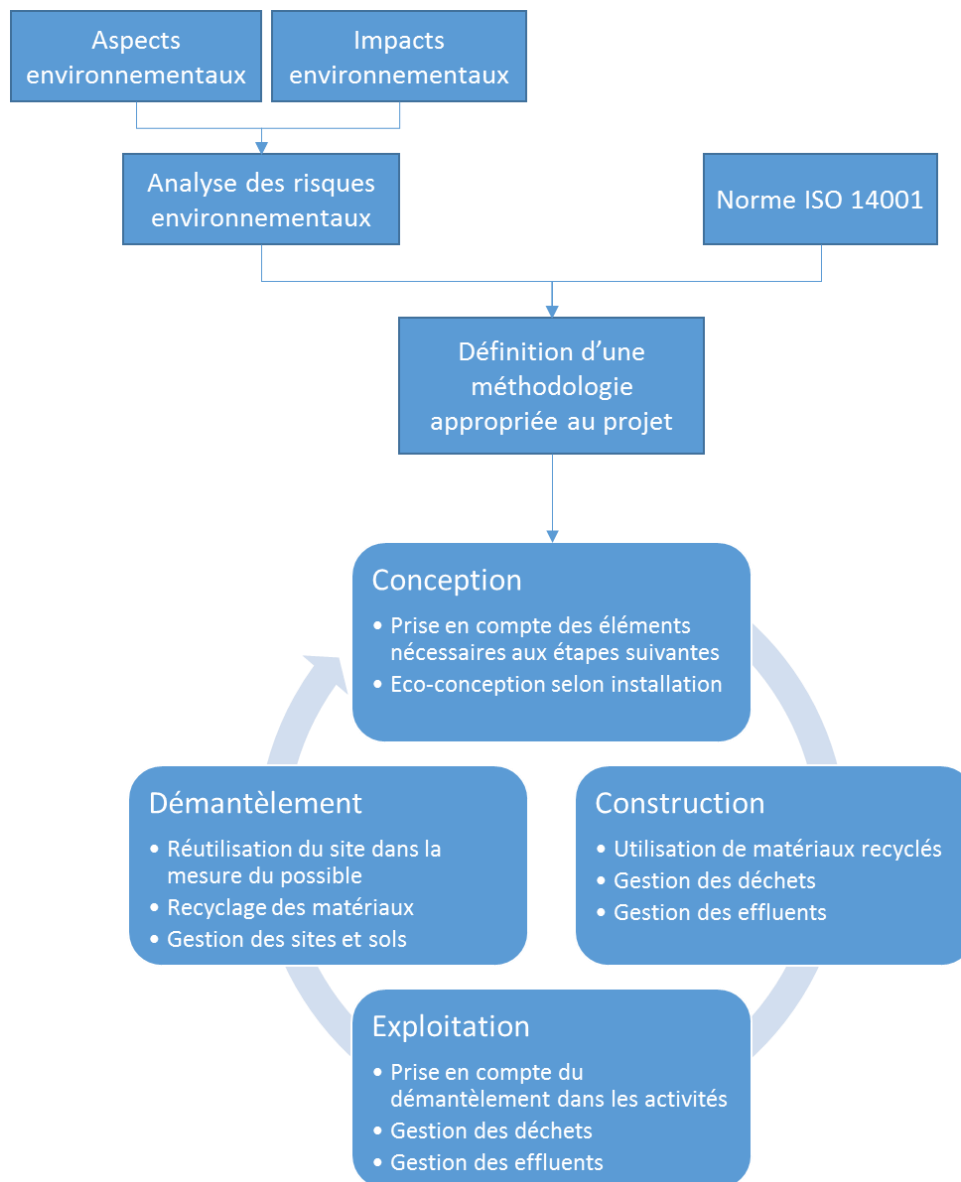 Aspects
environnementaux
Impacts
environnementaux
Analyse des risques
environnementaux
Norme ISO 14001
Définition d’une
méthodologie
appropriée au projet
Conception
• Prise en compte des éléments
nécessaires aux étapes suivantes
• Eco-conception selon installation
Démantèlement
• Réutilisation du site dans la
mesure du possible
• Recyclage des matériaux
• Gestion des sites et sols
Construction
• Utilisation de matériaux recyclés
• Gestion des déchets
• Gestion des effluents
Exploitation
• Prise en compte du
démantèlement dans les activités
• Gestion des déchets
• Gestion des effluents